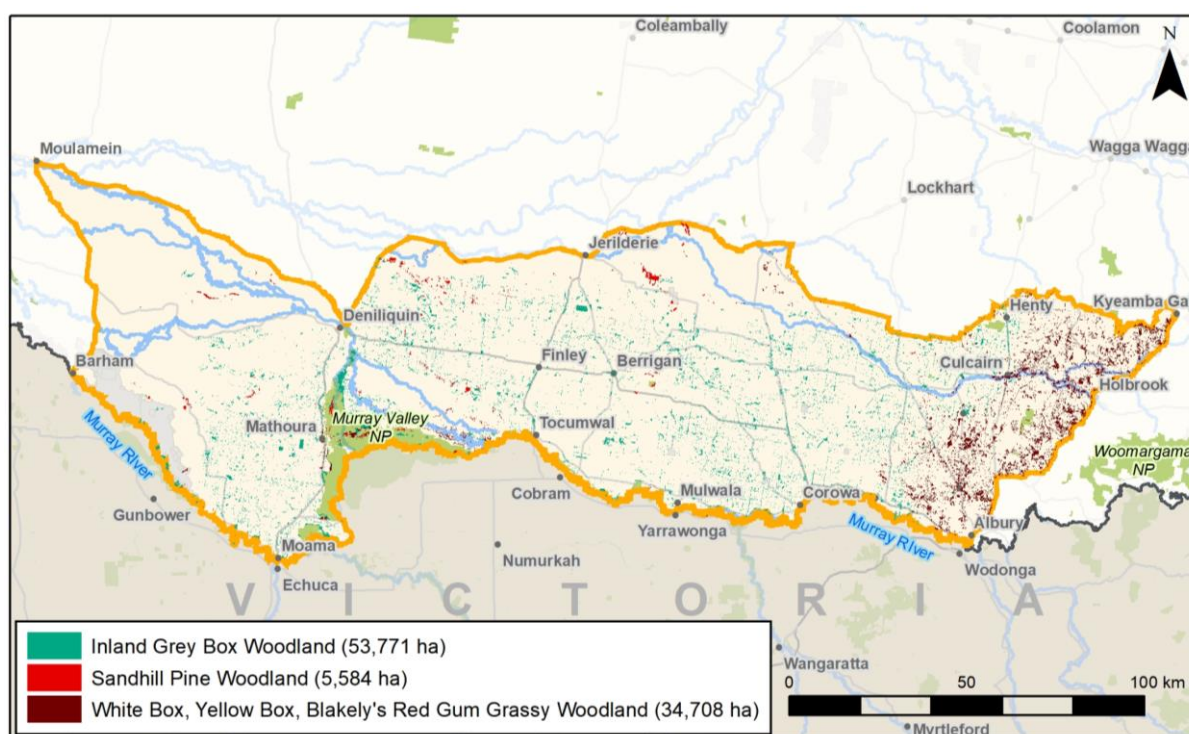 Coleambally
Coolamon
N
Moulamein
Wagga Wagga
Lockhart
Jerilderie
Henty
Kyeamba Ga
Deniliquin
Finley
Berrigan
Culcairn
Barham
Holbrook
Murray River
Mathoura
Murray Valley
NP
Tocumwal
Woomargama
NP
Cobram
Mulwala
Corowa
Gunbower
Yarrawonga
Murray River
Albury
Moama
Numurkah
Wodonga
Echuca
VICTORIA
Inland Grey Box Woodland (53,771 ha)
Sandhill Pine Woodland (5,584 ha)
White Box, Yellow Box, Blakely's Red Gum Grassy Woodland (34,708 ha)
Wangaratta
0 50 100 km
Myrtleford